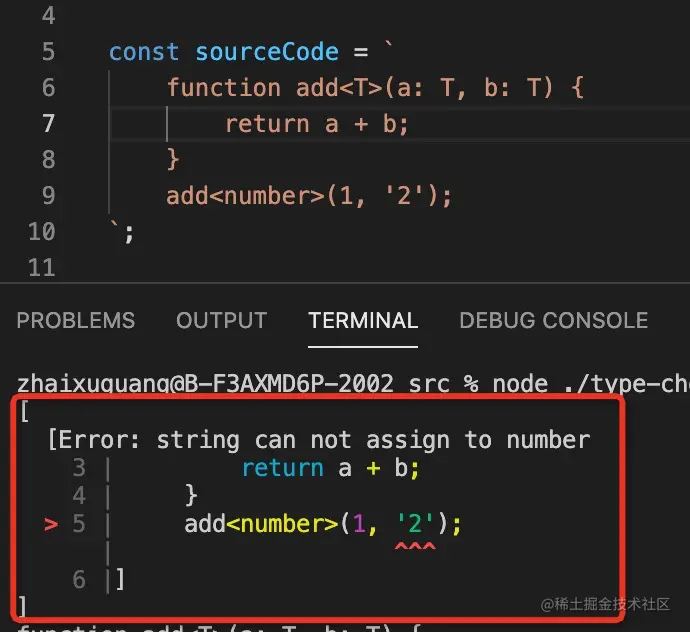 4
5 const sourceCode = `
6 function add<T>(a: T, b: T) {
7 return a + b;
8 }
9 add<number>(1, '2');
10 `;
11
PROBLEMS OUTPUT TERMINAL DEBUG CONSOLE
zhaixuguang@B-F3AXMD6P-2002 src % node ./type-che
[
[Error: string can not assign to number
3 | return a + b;
4 | }
> 5 | add<number>(1, '2');
| ^^^
6 |]
]
@稀土掘金技术社区
function add<T>(a: T, b: T) {